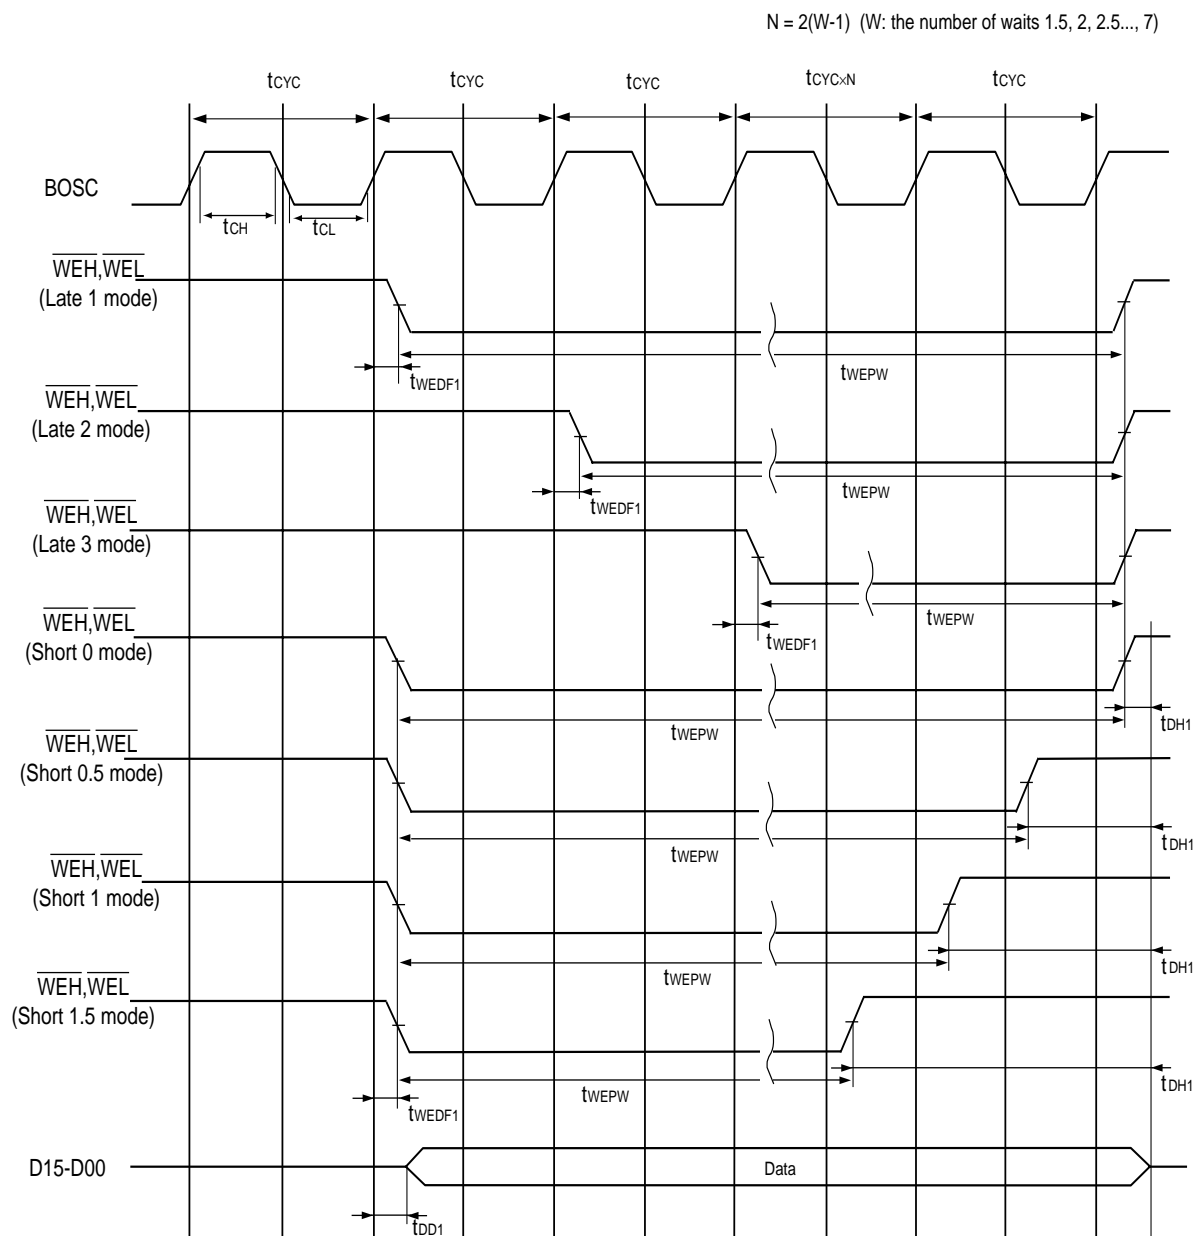 N = 2(W-1) (W: the number of waits 1.5, 2, 2.5..., 7)
tCYC tCYC tCYC tCYC×N tCYC
BOSC
tCH tCL
WEH,WEL
(Late 1 mode)
tWEDF1 tWEPW
WEH,WEL
(Late 2 mode)
tWEDF1 tWEPW
WEH,WEL
(Late 3 mode)
tWEDF1 tWEPW
WEH,WEL
(Short 0 mode)
tWEPW tDH1
WEH,WEL
(Short 0.5 mode)
tWEPW tDH1
WEH,WEL
(Short 1 mode)
tWEPW tDH1
WEH,WEL
(Short 1.5 mode)
tWEDF1 tWEPW tDH1
D15-D00 Data
tDD1